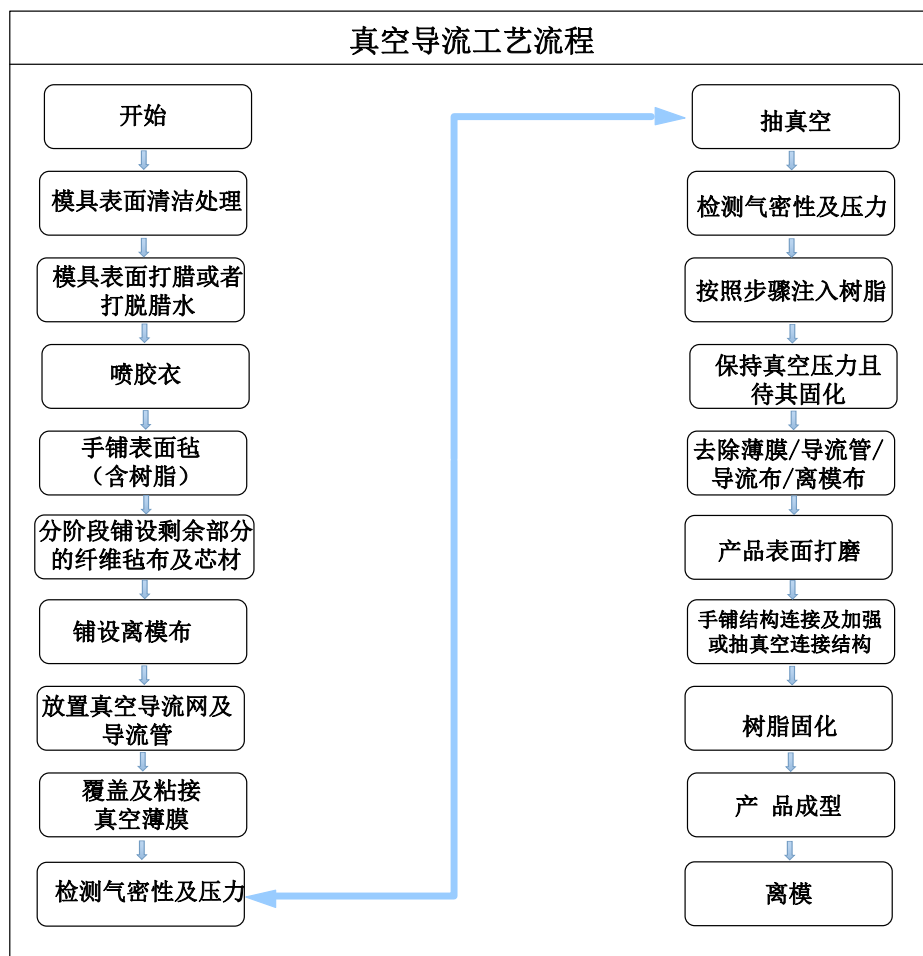 真空导流工艺流程
开始
模具表面清洁处理
模具表面打腊或者
打脱腊水
喷胶衣
手铺表面毡
（含树脂）
分阶段铺设剩余部分
的纤维毡布及芯材
铺设离模布
放置真空导流网及
导流管
覆盖及粘接
真空薄膜
检测气密性及压力
抽真空
检测气密性及压力
按照步骤注入树脂
保持真空压力且
待其固化
去除薄膜/导流管/
导流布/离模布
产品表面打磨
手铺结构连接及加强
或抽真空连接结构
树脂固化
产 品成型
离模